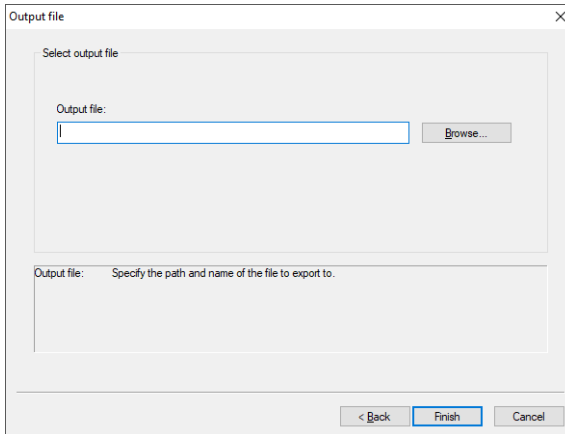 Output file
Select output file
Output file:
Browse...
Output file: Specify the path and name of the file to export to.
< Back Finish Cancel